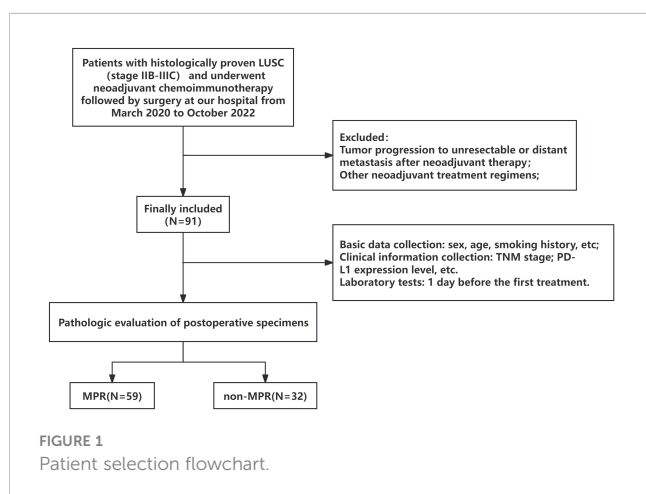 Patients with histologically proven LUSC
(stage IIB-IIIC) and underwent
neoadjuvant chemoimmunotherapy
followed by surgery at our hospital from
March 2020 to October 2022
Excluded:
Tumor progression to unresectable or distant
metastasis after neoadjuvant therapy;
Other neoadjuvant treatment regimens;
Finally included
(N=91)
Basic data collection: sex, age, smoking history, etc;
Clinical information collection: TNM stage; PD-
L1 expression level, etc.
Laboratory tests: 1 day before the first treatment.
Pathologic evaluation of postoperative specimens
MPR(N=59)
non-MPR(N=32)
FIGURE 1
Patient selection flowchart.